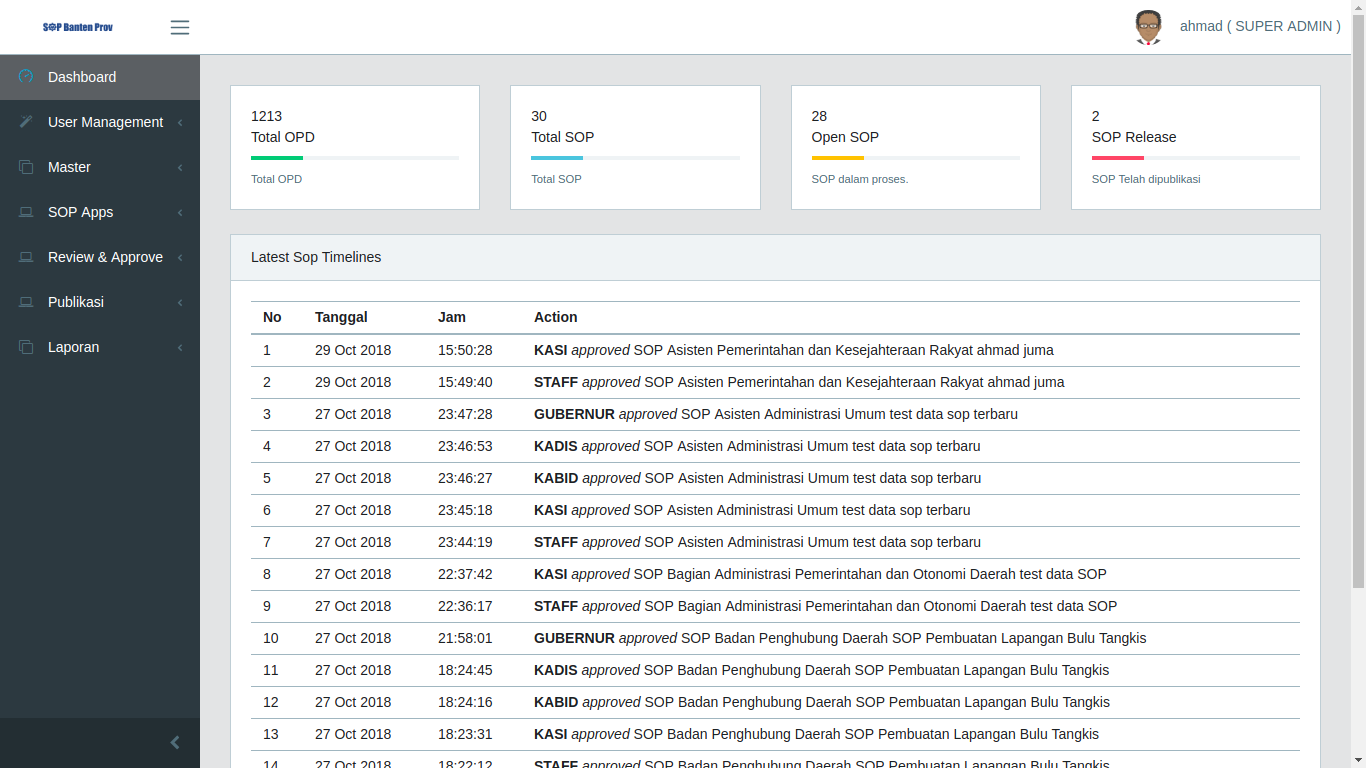 SOP Banten Prov
ahmad ( SUPER ADMIN )
Dashboard
User Management
Master
SOP Apps
Review & Approve
Publikasi
Laporan
1213
Total OPD
Total OPD
30
Total SOP
Total SOP
28
Open SOP
SOP dalam proses.
2
SOP Release
SOP Telah dipublikasi
Latest Sop Timelines
No Tanggal Jam Action
1 29 Oct 2018 15:50:28 KASI approved SOP Asisten Pemerintahan dan Kesejahteraan Rakyat ahmad juma
2 29 Oct 2018 15:49:40 STAFF approved SOP Asisten Pemerintahan dan Kesejahteraan Rakyat ahmad juma
3 27 Oct 2018 23:47:28 GUBERNUR approved SOP Asisten Administrasi Umum test data sop terbaru
4 27 Oct 2018 23:46:53 KADIS approved SOP Asisten Administrasi Umum test data sop terbaru
5 27 Oct 2018 23:46:27 KABID approved SOP Asisten Administrasi Umum test data sop terbaru
6 27 Oct 2018 23:45:18 KASI approved SOP Asisten Administrasi Umum test data sop terbaru
7 27 Oct 2018 23:44:19 STAFF approved SOP Asisten Administrasi Umum test data sop terbaru
8 27 Oct 2018 22:37:42 KASI approved SOP Bagian Administrasi Pemerintahan dan Otonomi Daerah test data SOP
9 27 Oct 2018 22:36:17 STAFF approved SOP Bagian Administrasi Pemerintahan dan Otonomi Daerah test data SOP
10 27 Oct 2018 21:58:01 GUBERNUR approved SOP Badan Penghubung Daerah SOP Pembuatan Lapangan Bulu Tangkis
11 27 Oct 2018 18:24:45 KADIS approved SOP Badan Penghubung Daerah SOP Pembuatan Lapangan Bulu Tangkis
12 27 Oct 2018 18:24:16 KABID approved SOP Badan Penghubung Daerah SOP Pembuatan Lapangan Bulu Tangkis
13 27 Oct 2018 18:23:31 KASI approved SOP Badan Penghubung Daerah SOP Pembuatan Lapangan Bulu Tangkis
14 27 Oct 2018 18:22:12 STAFF approved SOP Badan Penghubung Daerah SOP Pembuatan Lapangan Bulu Tangkis